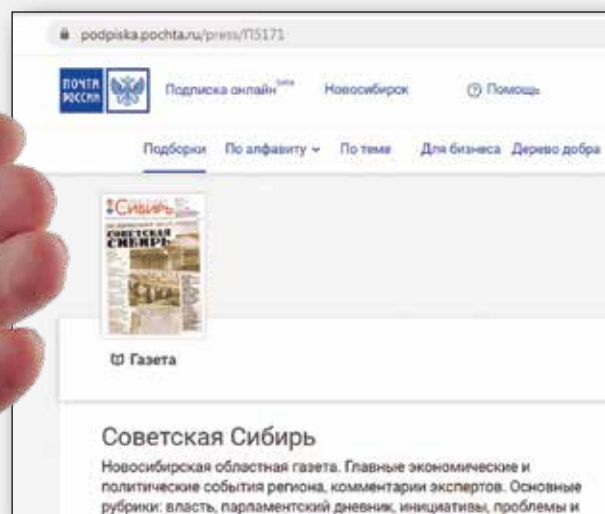 podpiska.pochta.ru/press/П5171
ПОЧТА РОССИИ
Подписка онлайн бета Новосибирск Помощь
Подборки По алфавиту По теме Для бизнеса Дерево добра
Сибирь
СОВЕТСКАЯ
СИБИРЬ
Газета
Советская Сибирь
Новосибирская областная газета. Главные экономические и
политические события региона, комментарии экспертов. Основные
рубрики: власть, парламентский дневник, инициативы, проблемы и